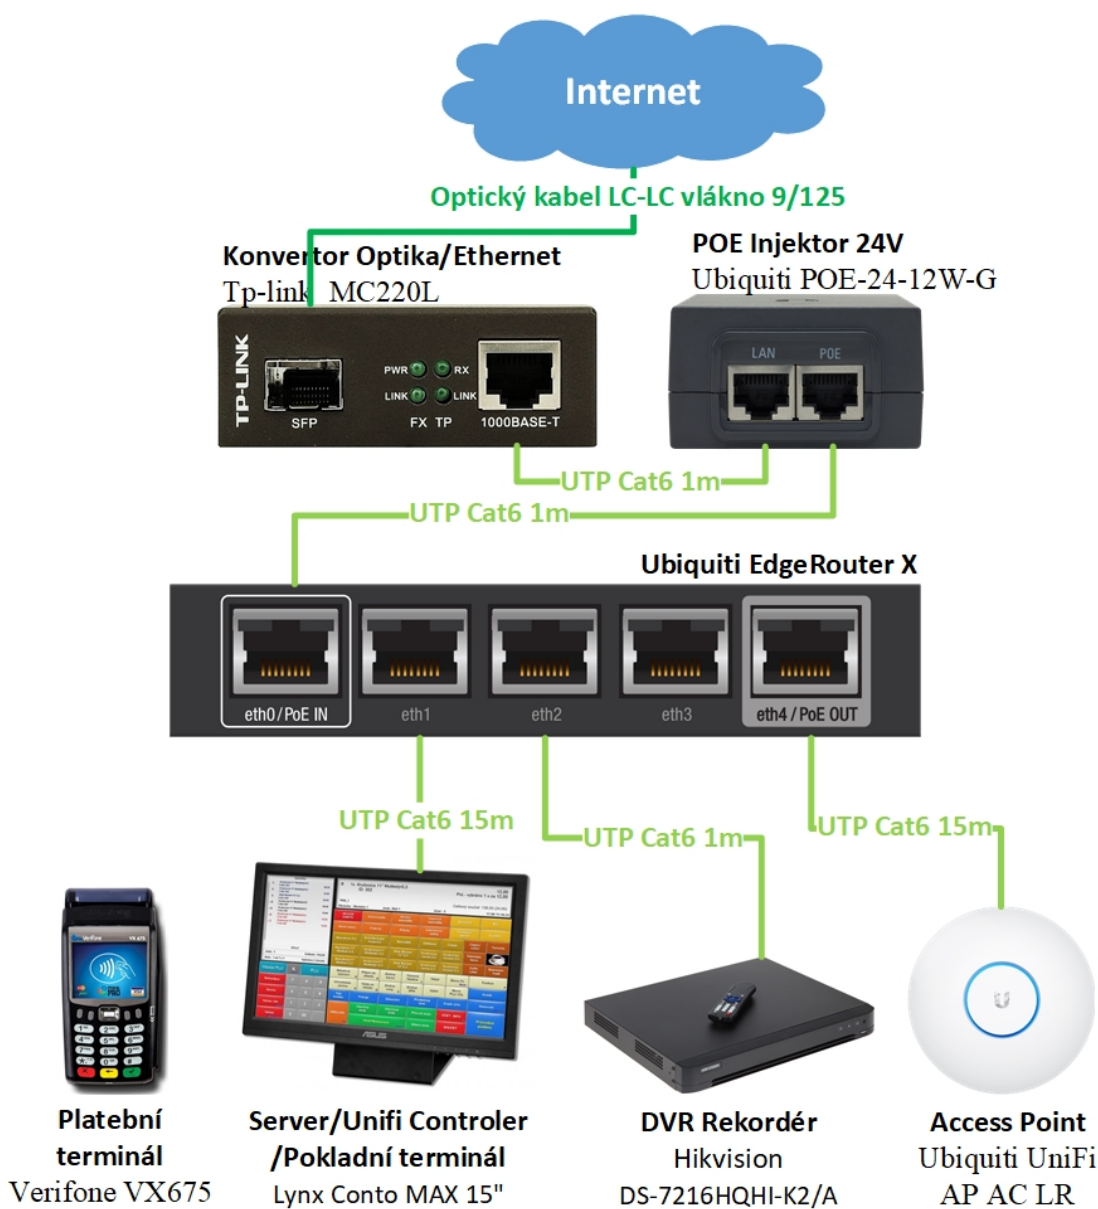 Internet
Optický kabel LC-LC vlákno 9/125
Konvertor Optika/Ethernet
Tp-link MC220L
POE Injektor 24V
Ubiquiti POE-24-12W-G
TP-LINK
SFP
PWR
RX
LINK
LINK
FX TP
1000BASE-T
LAN
POE
UTP Cat6 1m
UTP Cat6 1m
Ubiquiti EdgeRouter X
eth0 / PoE IN
eth1
eth2
eth3
eth4 / PoE OUT
UTP Cat6 15m
UTP Cat6 1m
UTP Cat6 15m
Verifone VX 675
ASUS
Platební
terminál
Verifone VX675
Server/Unifi Controler
/Pokladní terminál
Lynx Conto MAX 15"
DVR Rekordér
Hikvision
DS-7216HQHI-K2/A
Access Point
Ubiquiti UniFi
AP AC LR